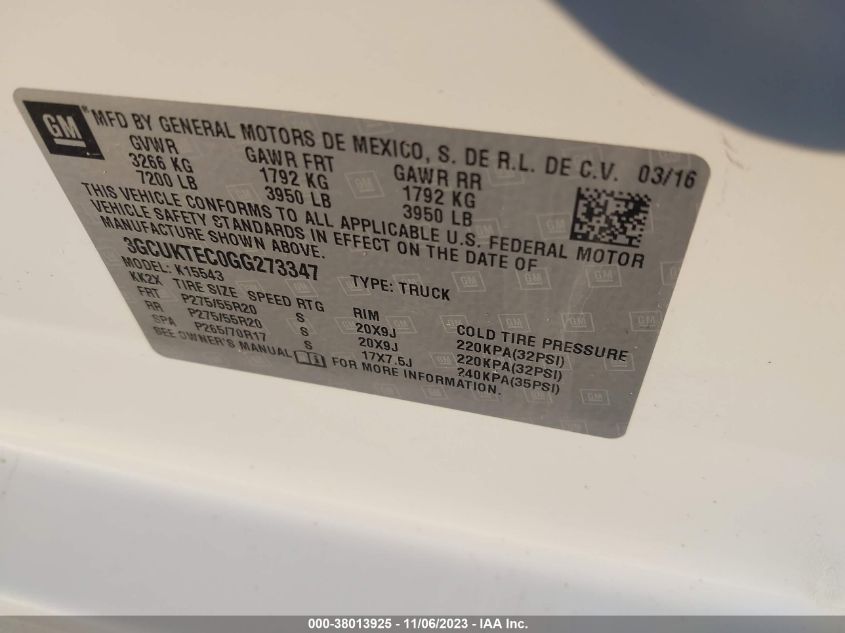 GM® MFD BY GENERAL MOTORS DE MEXICO, S. DE R.L. DE C.V. 03/16
GVWR GAWR FRT GAWR RR
3266 KG 1792 KG 1792 KG
7200 LB 3950 LB 3950 LB
THIS VEHICLE CONFORMS TO ALL APPLICABLE U.S. FEDERAL MOTOR
VEHICLE SAFETY STANDARDS IN EFFECT ON THE DATE OF
MANUFACTURE SHOWN ABOVE.
3GCUKTEC0GG273347 TYPE: TRUCK
MODEL: K15543
KK2X TIRE SIZE SPEED RTG RIM COLD TIRE PRESSURE
FRT P275/55R20 S 20X9J 220KPA(32PSI)
RR P275/55R20 S 20X9J 220KPA(32PSI)
SPA P265/70R17 S 17X7.5J 240KPA(35PSI)
SEE OWNER'S MANUAL FOR MORE INFORMATION.
000-38013925 - 11/06/2023 - IAA Inc.